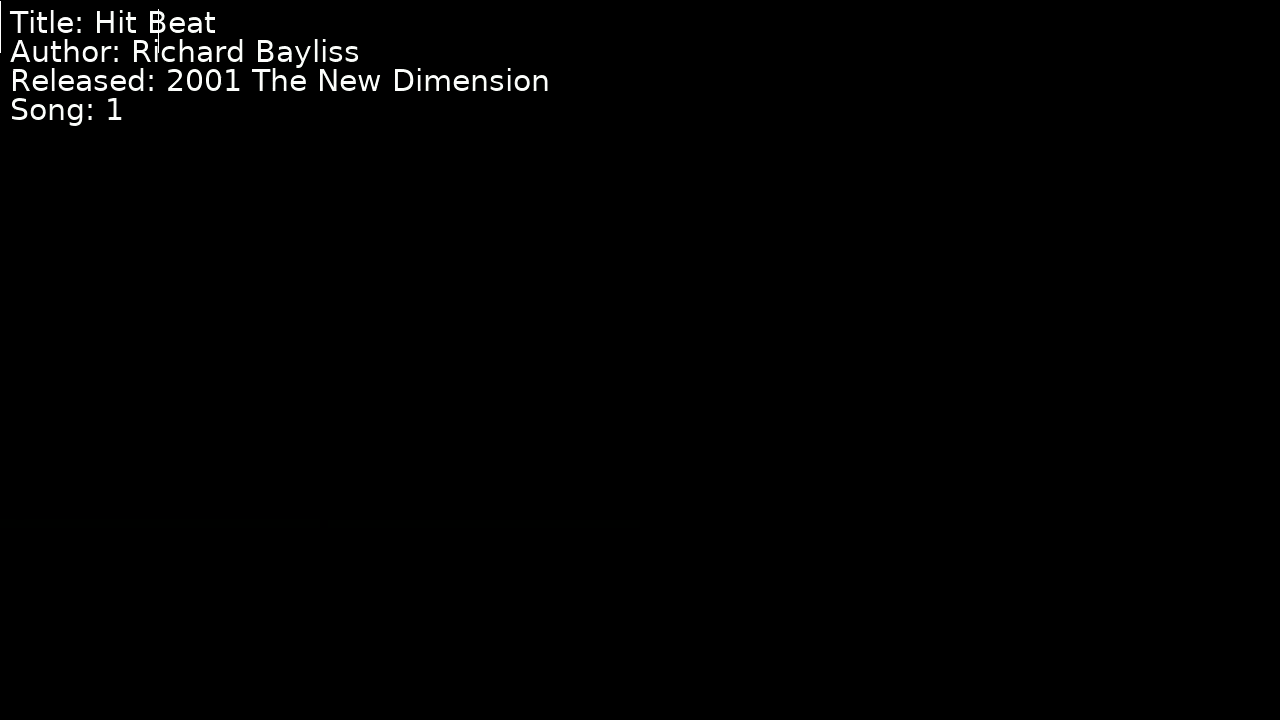 Title: Hit Beat
Author: Richard Bayliss
Released: 2001 The New Dimension
Song: 1